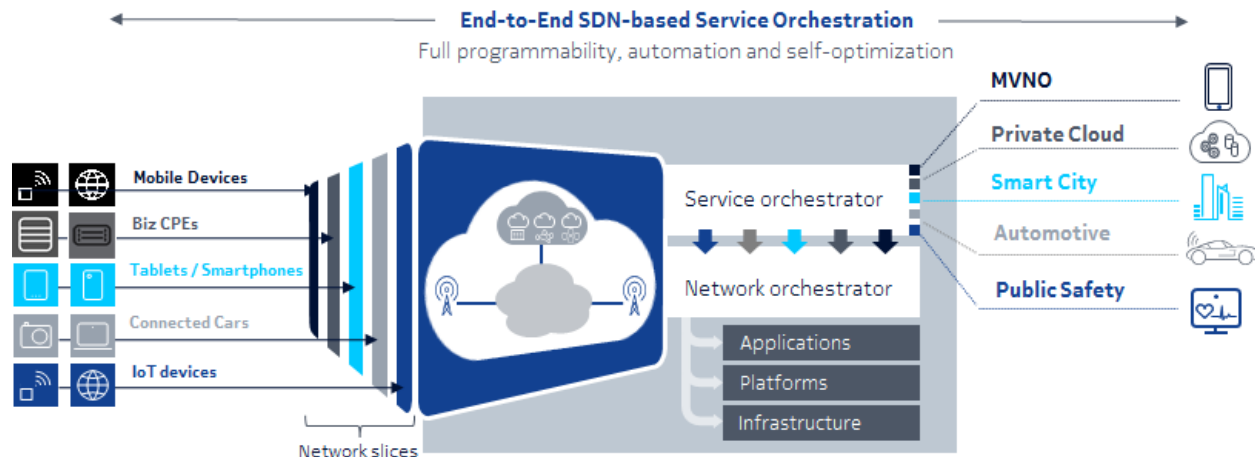 End-to-End SDN-based Service Orchestration
Full programmability, automation and self-optimization
Mobile Devices
Biz CPEs
Tablets / Smartphones
Connected Cars
IoT devices
Network slices
Service orchestrator
Network orchestrator
Applications
Platforms
Infrastructure
MVNO
Private Cloud
Smart City
Automotive
Public Safety